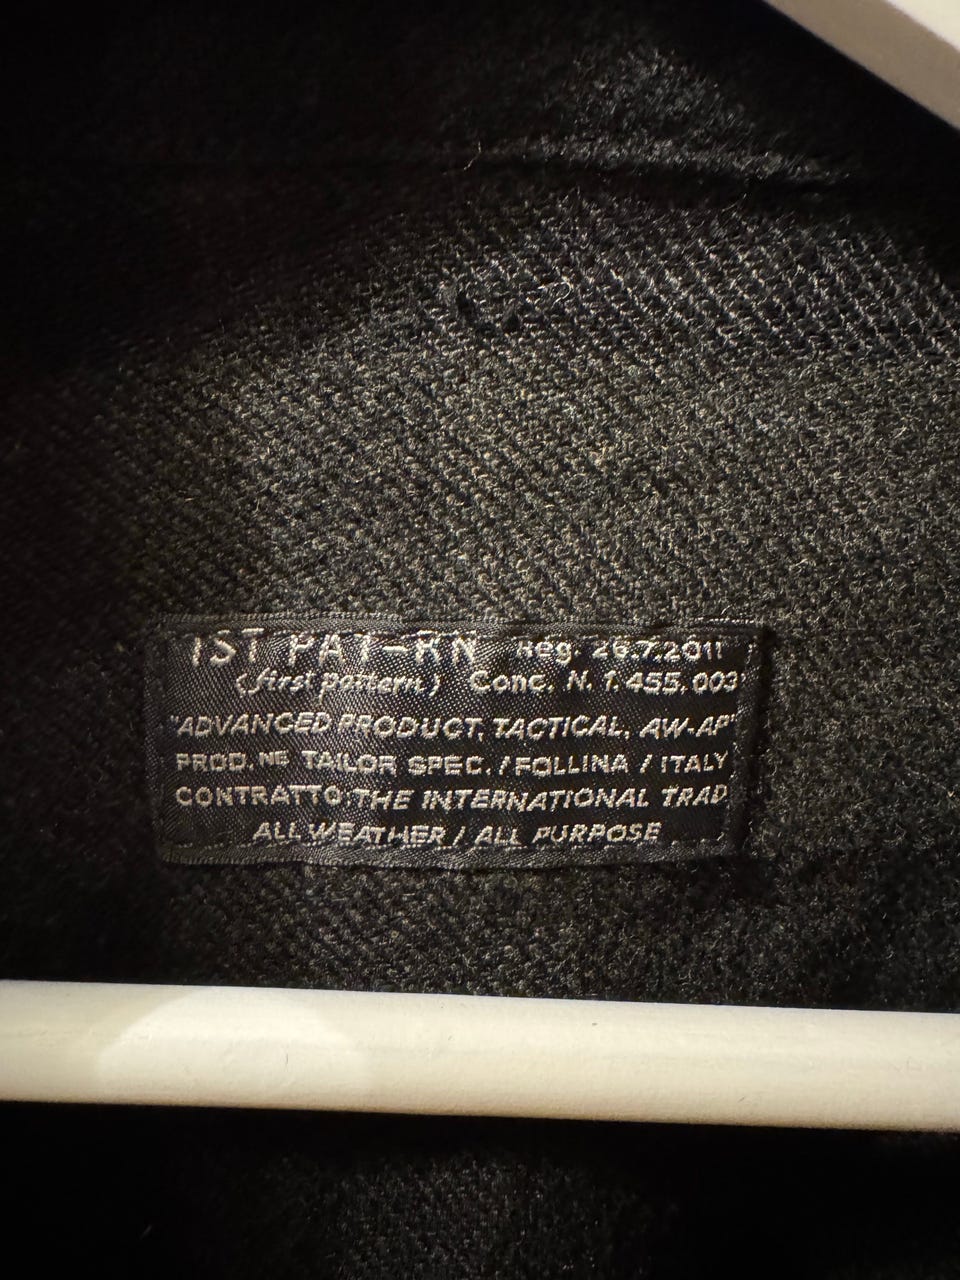 1ST PAT-RN Reg. 26.7.2011
(first pattern) Conc. N. 1.455.003
"ADVANCED PRODUCT, TACTICAL, AW-AP"
PROD. NE TAILOR SPEC. / FOLLINA / ITALY
CONTRATTO·THE INTERNATIONAL TRAD
ALL WEATHER / ALL PURPOSE